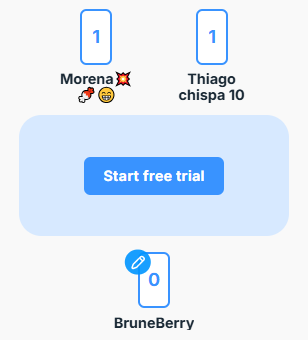 1
1
Morena💥
📌😁
Thiago
chispa 10
Start free trial
0
BruneBerry